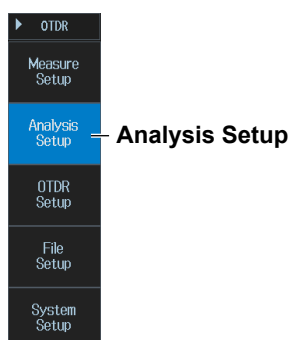 OTDR
Measure
Setup
Analysis
Setup
Analysis Setup
OTDR
Setup
File
Setup
System
Setup